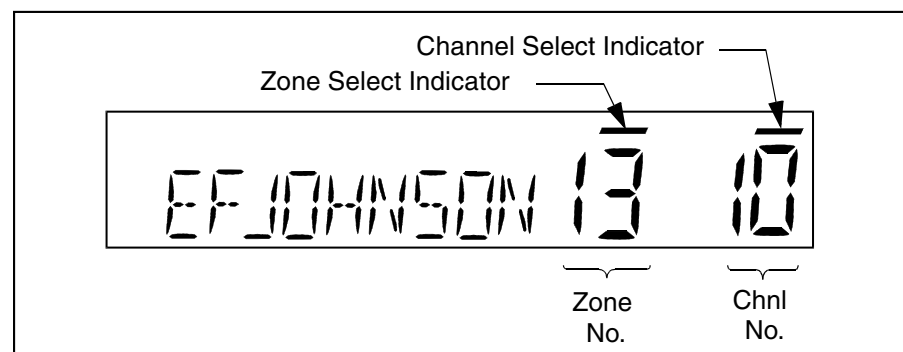 Channel Select Indicator
Zone Select Indicator
EFJOHNSON 13 10
Zone No.
Chnl No.